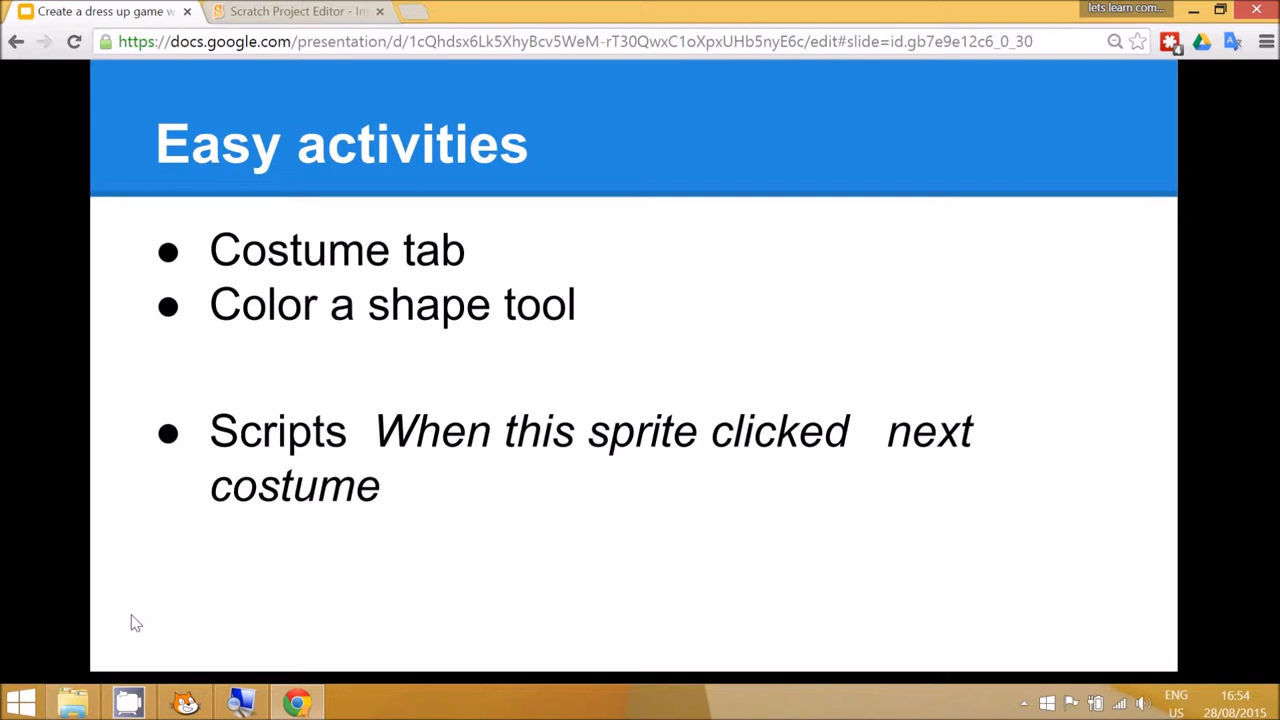 Create a dress up game w
Scratch Project Editor - Im
lets learn com...
https://docs.google.com/presentation/d/1cQhdsx6Lk5XhyBcv5WeM-rT30QwxC1oXpxUHb5nyE6c/edit#slide=id.gb7e9e12c6_0_30
4
Easy activities
● Costume tab
● Color a shape tool
● Scripts When this sprite clicked next
costume
ENG
US
16:54
28/08/2015